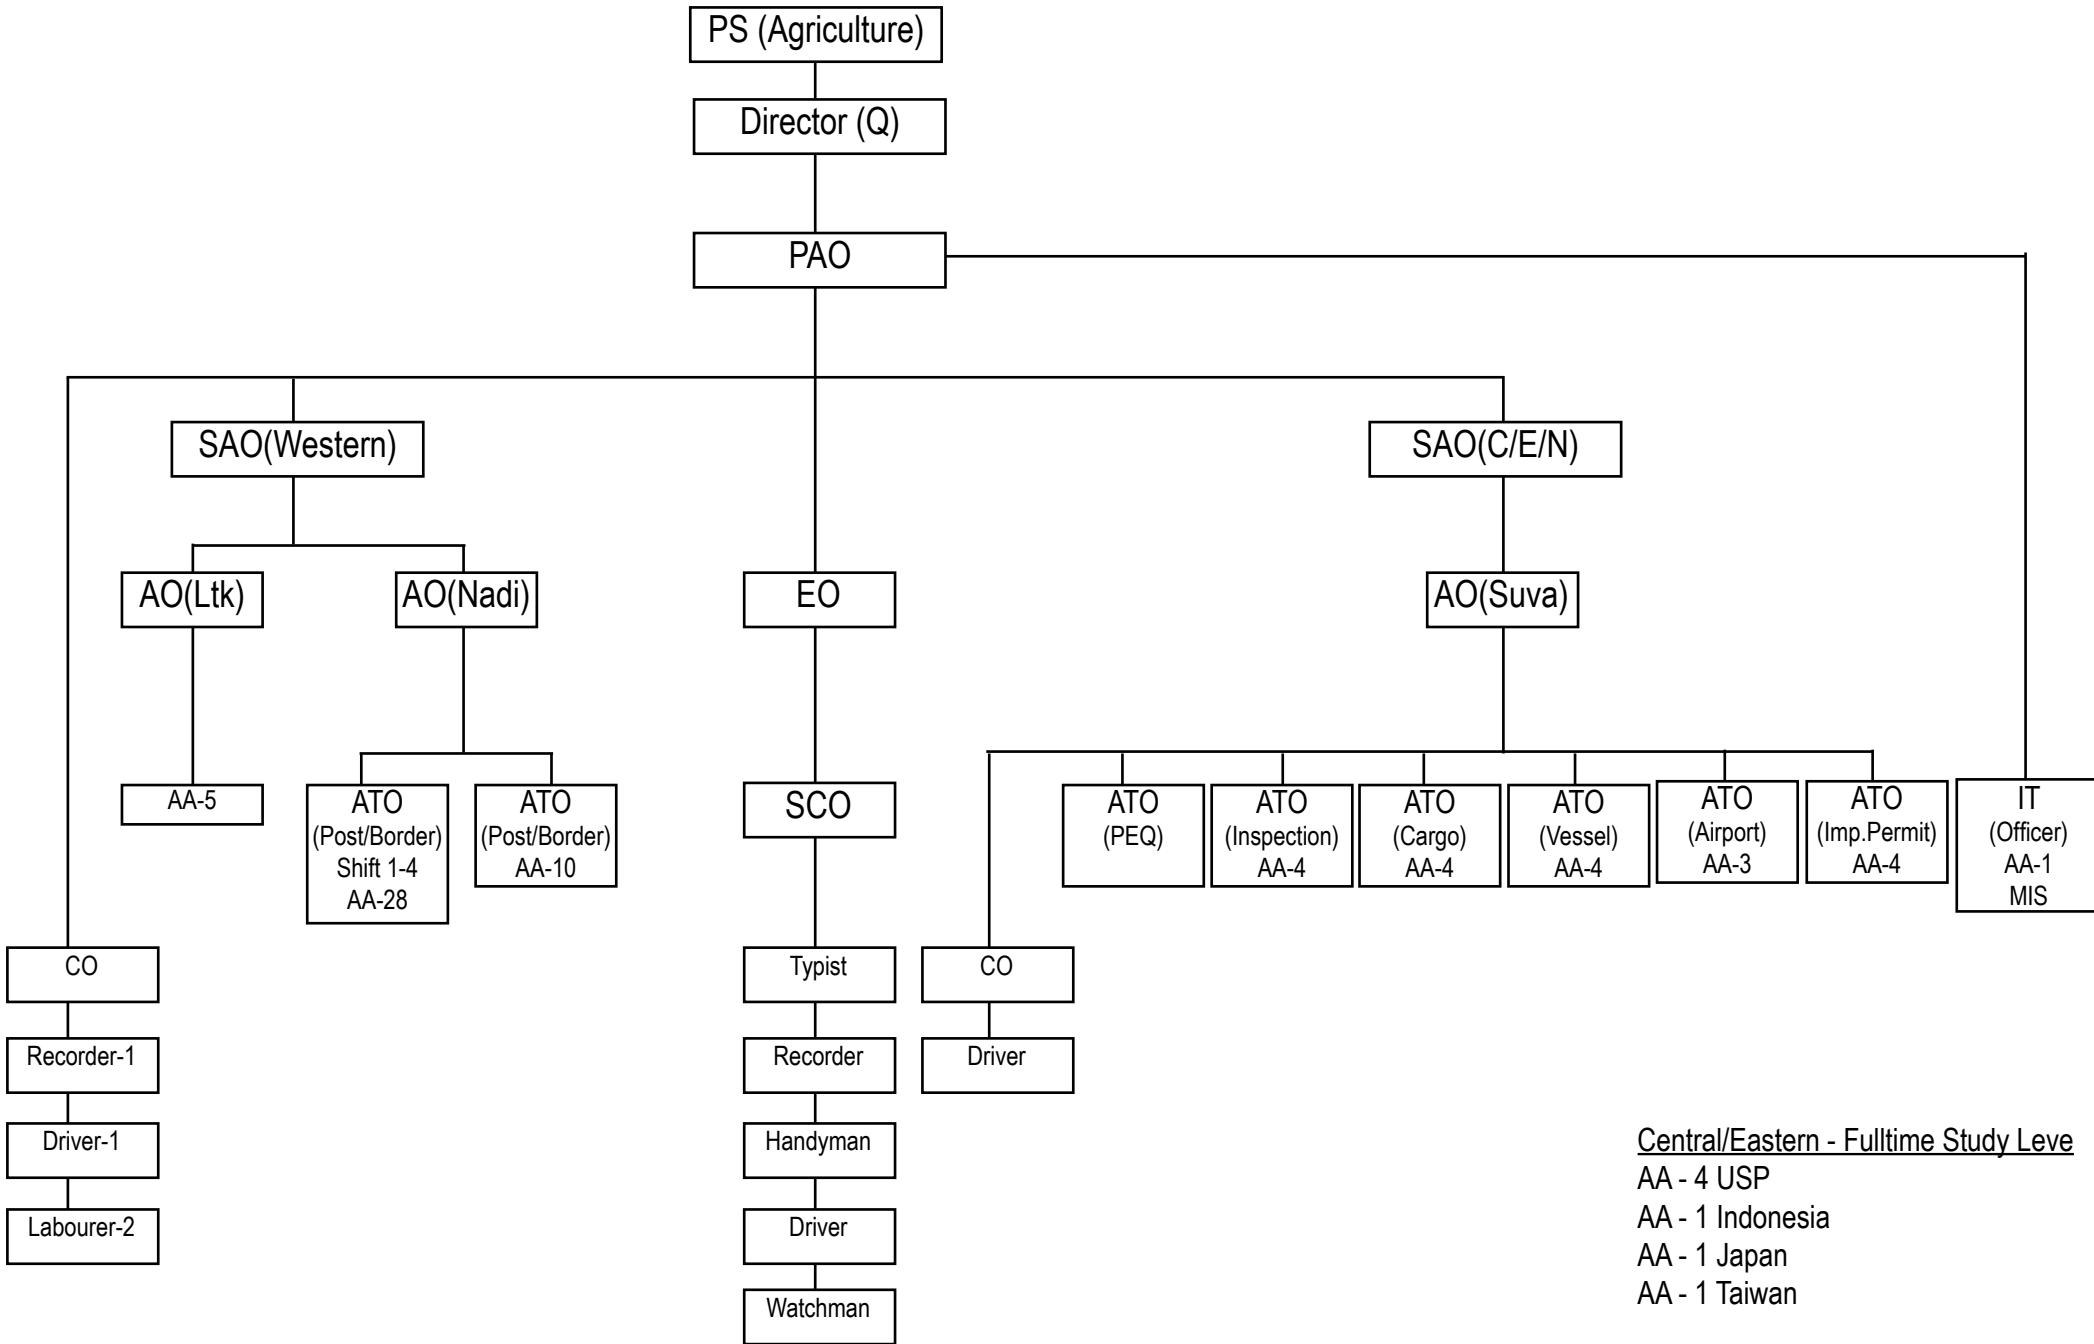 PS (Agriculture)
Director (Q)
PAO
SAO(Western)
SAO(C/E/N)
AO(Ltk)
AO(Nadi)
EO
AO(Suva)
AA-5
ATO
(Post/Border)
Shift 1-4
AA-28
ATO
(Post/Border)
AA-10
SCO
ATO
(PEQ)
ATO
(Inspection)
AA-4
ATO
(Cargo)
AA-4
ATO
(Vessel)
AA-4
ATO
(Airport)
AA-3
ATO
(Imp.Permit)
AA-4
IT
(Officer)
AA-1
MIS
CO
Recorder-1
Driver-1
Labourer-2
Typist
Recorder
Handyman
Driver
Watchman
CO
Driver
Central/Eastern - Fulltime Study Leve
AA - 4 USP
AA - 1 Indonesia
AA - 1 Japan
AA - 1 Taiwan